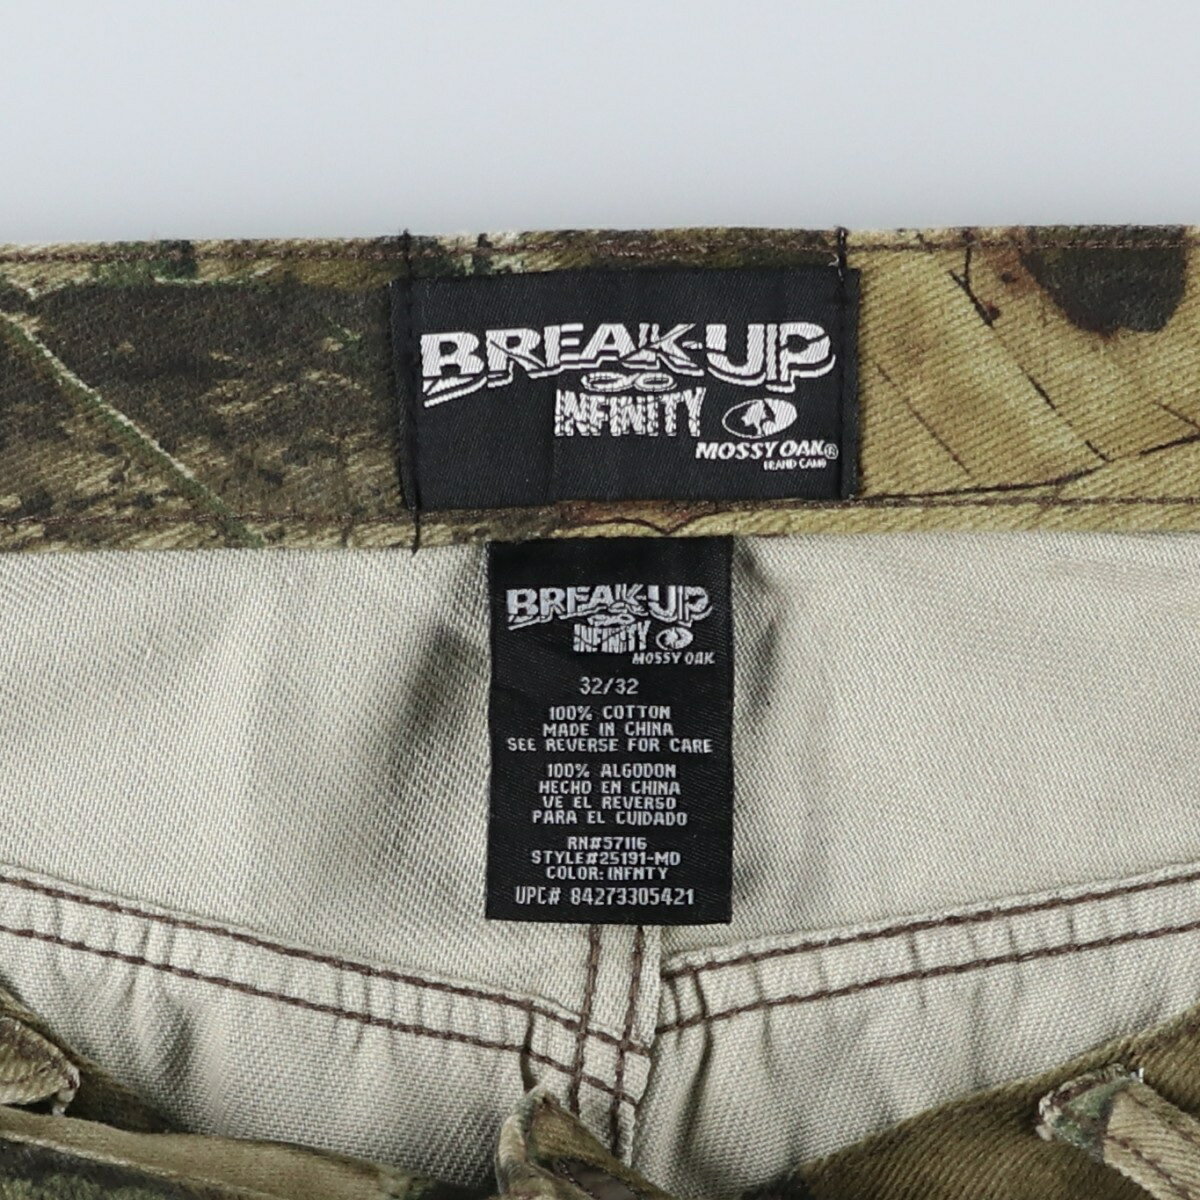 BREAK-UP
INFINITY
MOSSY OAK®
BRAND CAMO
BREAK-UP
INFINITY
MOSSY OAK
32/32
100% COTTON
MADE IN CHINA
SEE REVERSE FOR CARE
100% ALGODON
HECHO EN CHINA
VE EL REVERSO
PARA EL CUIDADO
RN#57116
STYLE#25191-MD
COLOR: INFNTY
UPC# 84273305421